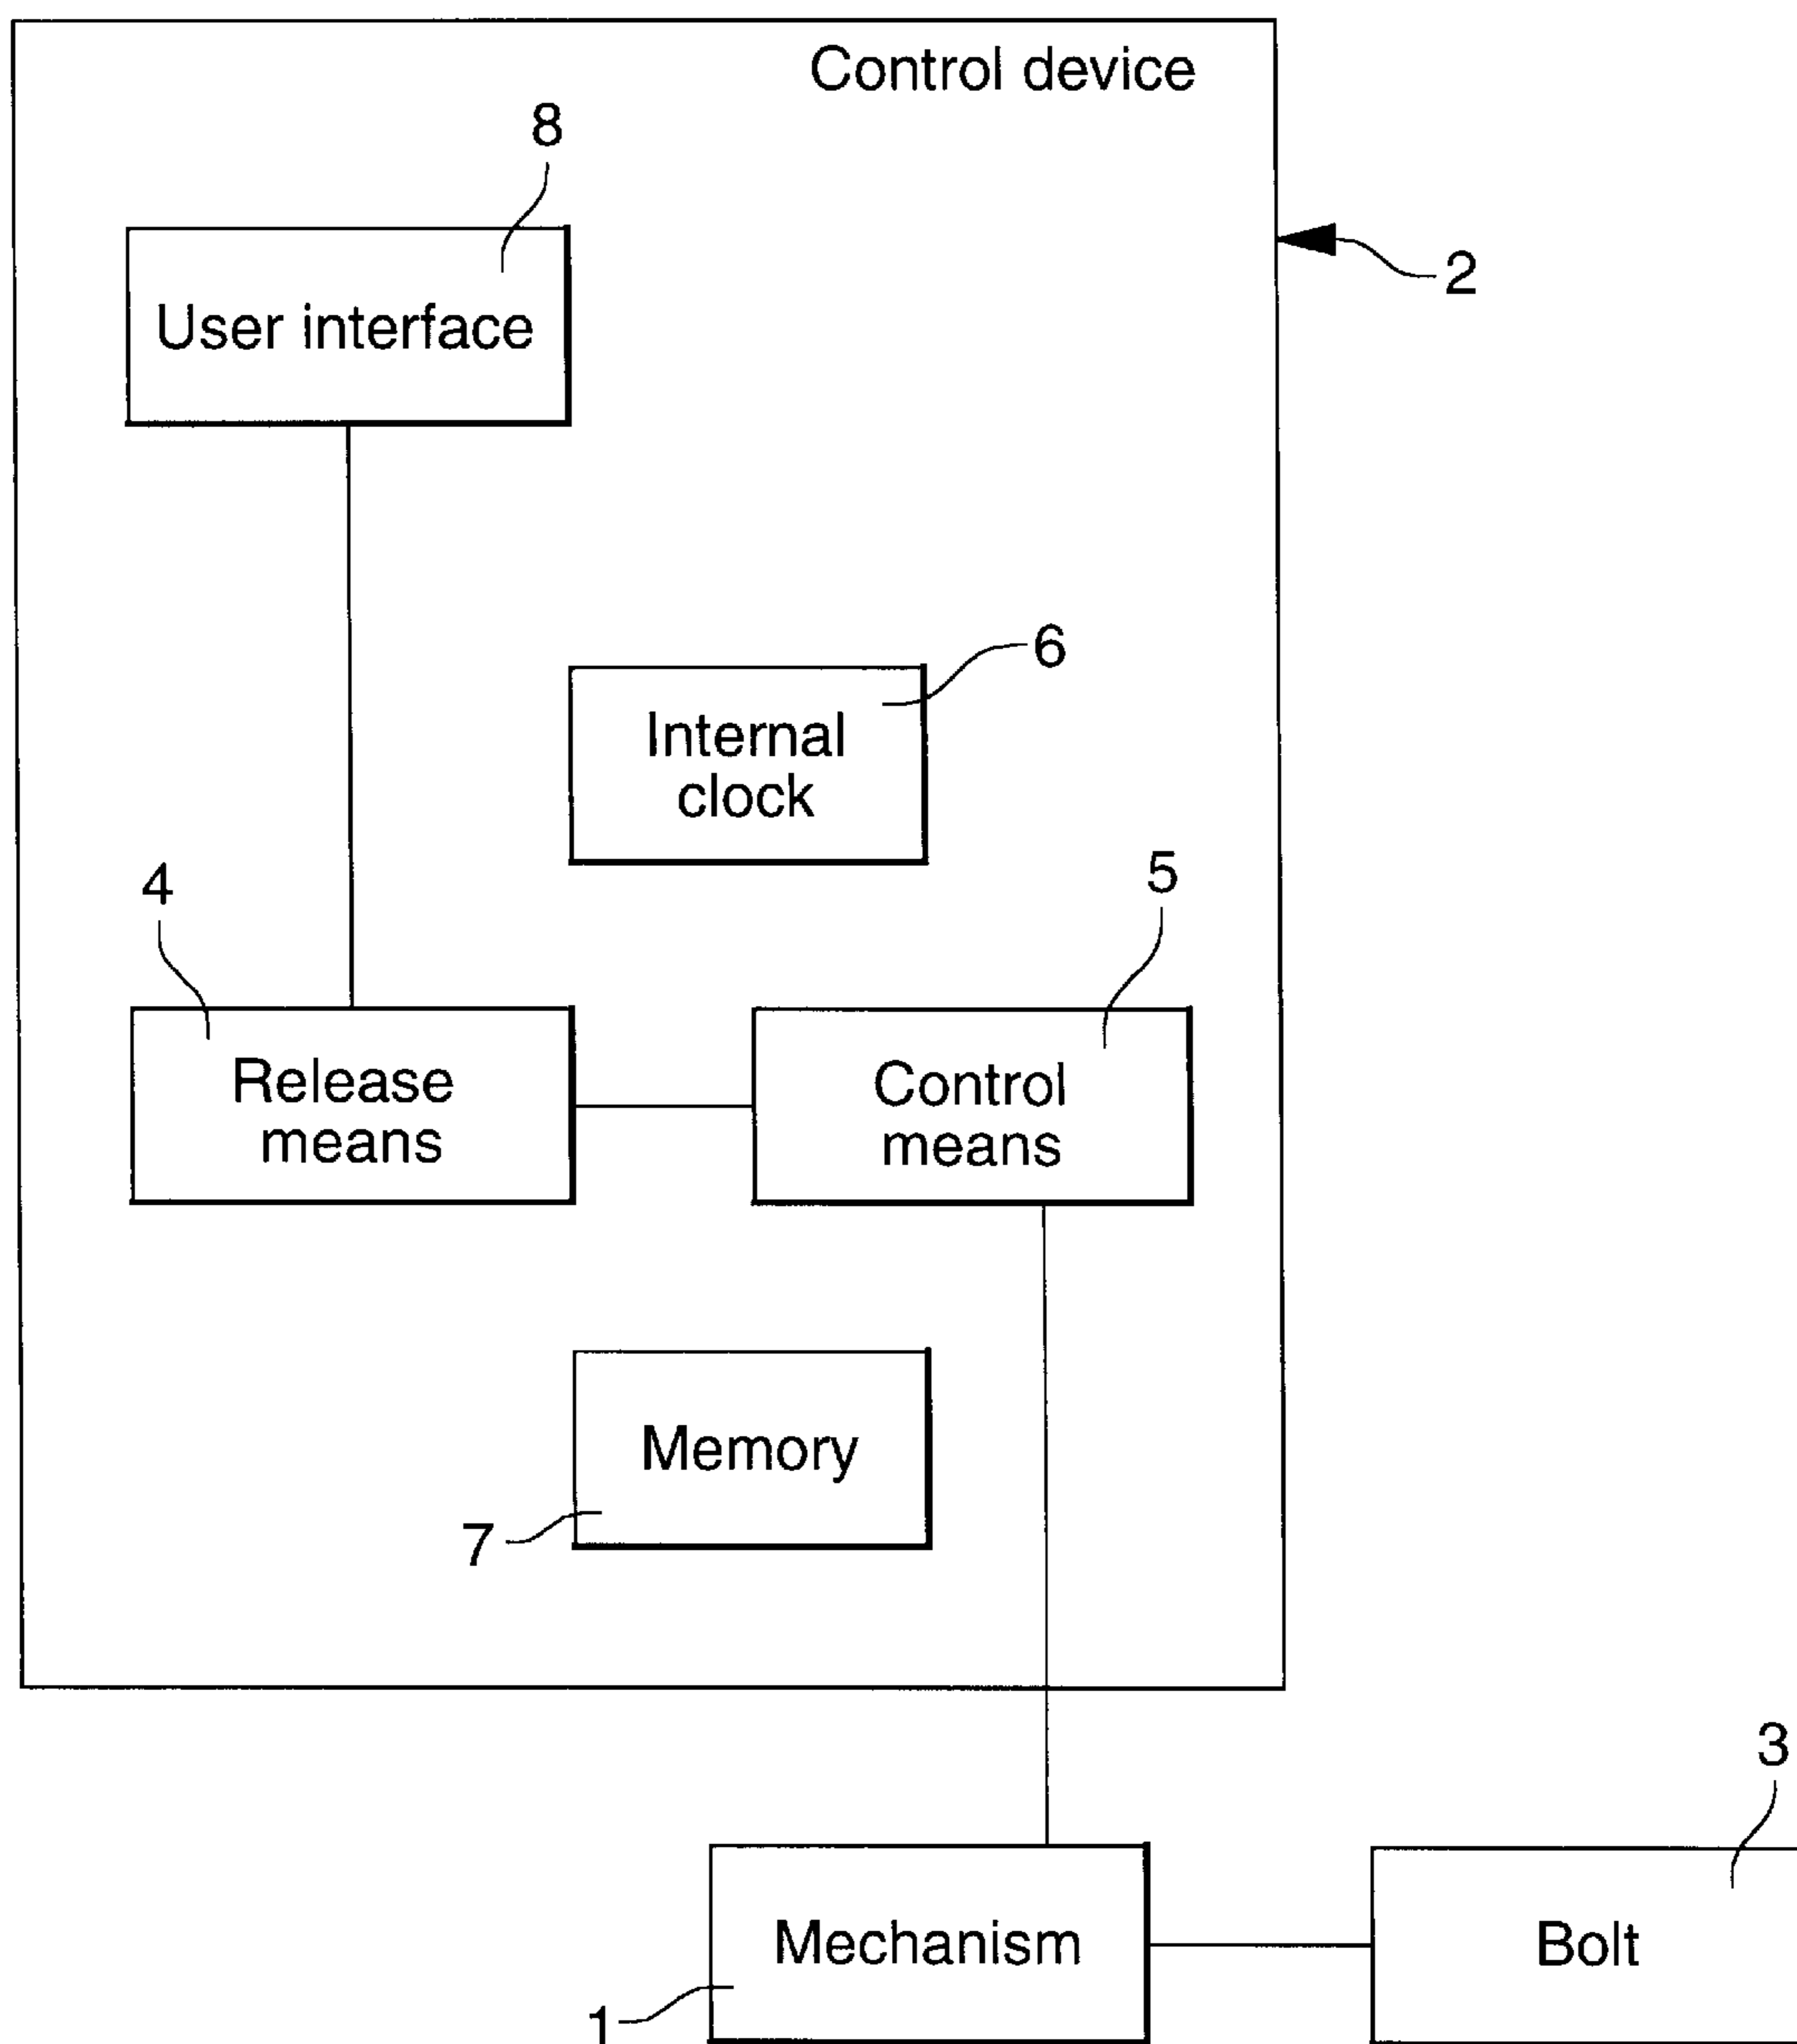 Control device
8
2
User interface
6
Internal
clock
4
5
Release
means
Control
means
Memory
7
3
Mechanism
Bolt
1